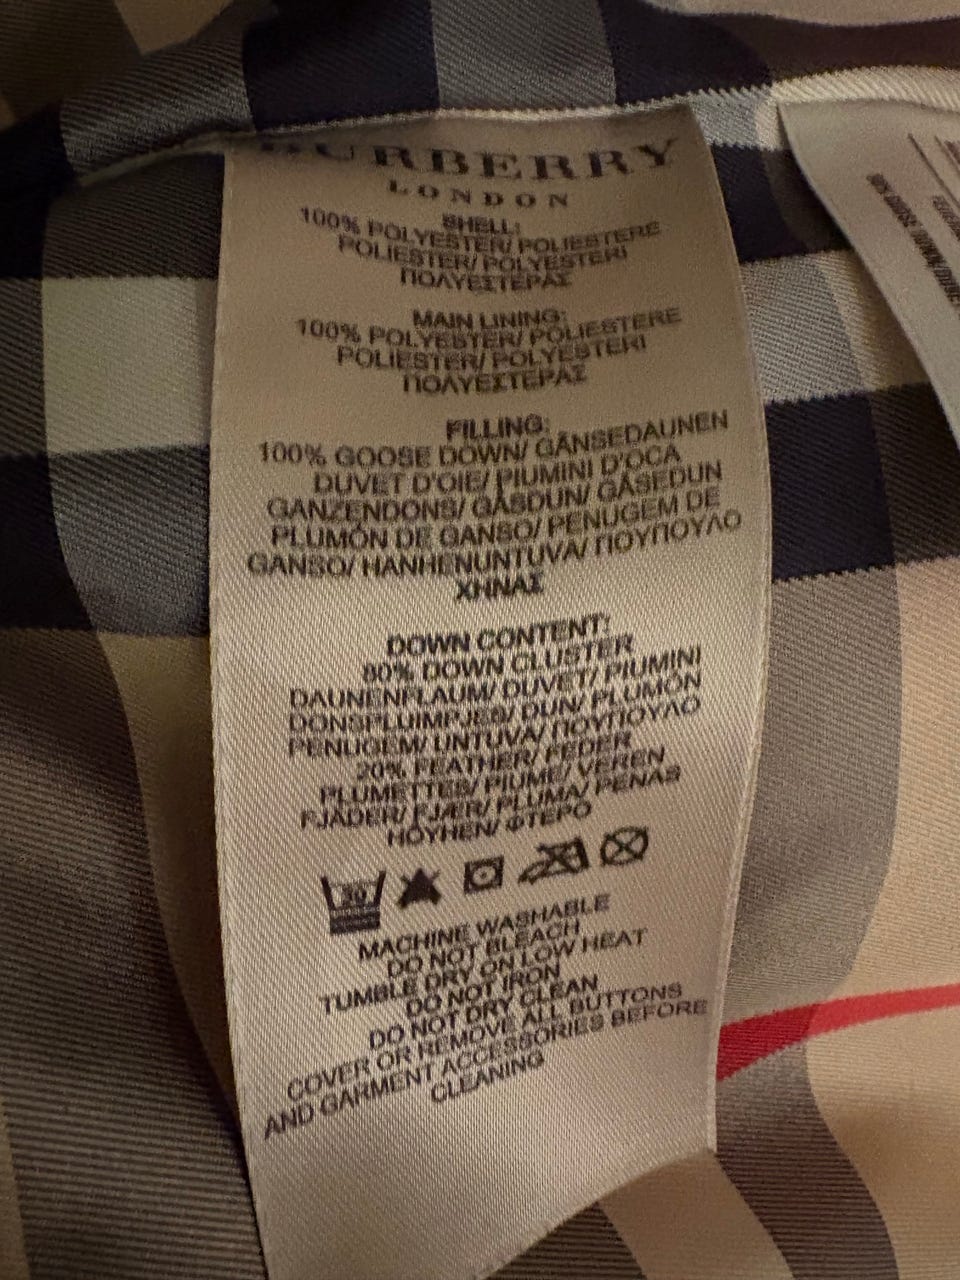 BURBERRY
LONDON
SHELL:
100% POLYESTER/ POLIESTERE
POLIESTER/ POLYESTERI
ΠΟΛΥΕΣΤΕΡΑΣ
MAIN LINING:
100% POLYESTER/ POLIESTERE
POLIESTER/ POLYESTERI
ΠΟΛΥΕΣΤΕΡΑΣ
FILLING:
100% GOOSE DOWN/ GÄNSEDAUNEN
DUVET D'OIE/ PIUMINI D'OCA
GANZENDONS/ GÅSDUN/ GÅSEDUN
PLUMÓN DE GANSO/ PENUGEM DE
GANSO/ HANHENUNTUVA/ ΠΟΥΠΟΥΛΟ
ΧΗΝΑΣ
DOWN CONTENT:
80% DOWN CLUSTER
DAUNENFLAUM/ DUVET/ PIUMINI
DONSPLUIMPJES/ DUN/ PLUMÓN
PENUGEM/ UNTUVA/ ΠΟΥΠΟΥΛΟ
20% FEATHER/ FEDER
PLUMETTES/ PIUME/ VEREN
FJÄDER/ FJÆR/ PLUMA/ PENAS
HÖYHEN/ ΦΤΕΡΟ
30
MACHINE WASHABLE
DO NOT BLEACH
TUMBLE DRY ON LOW HEAT
DO NOT IRON
DO NOT DRY CLEAN
COVER OR REMOVE ALL BUTTONS
AND GARMENT ACCESSORIES BEFORE
CLEANING